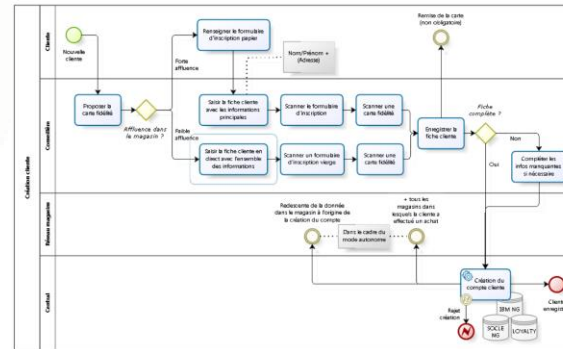 Création cliente
Cliente
Conseillère
Réseau magasins
Central
Nouvelle
cliente
Renseigner le formulaire
d'inscription papier
Forte
affluence
Nom/Prénom +
(Adresse)
Remise de la carte
(non obligatoire)
Proposer la
carte fidélité
Affluence dans
le magasin ?
Saisir la fiche cliente
avec les informations
principales
Scanner le formulaire
d'inscription
Scanner une
carte fidélité
Enregistrer la
fiche cliente
Fiche
complète ?
Non
Oui
Compléter les
infos manquantes
si nécessaire
Faible
affluence
Saisir la fiche cliente en
direct avec l'ensemble
des informations
Scanner un formulaire
d'inscription vierge
Scanner une
carte fidélité
Redescente de la donnée
dans le magasin à l'origine de
la création du compte
Dans le cadre du
mode autonome
+ tous les
magasins dans
lesquels la cliente a
effectué un achat
Création du
compte cliente
Rejet
création
SOCLE
NG
LOYALTY
Cliente
enregist